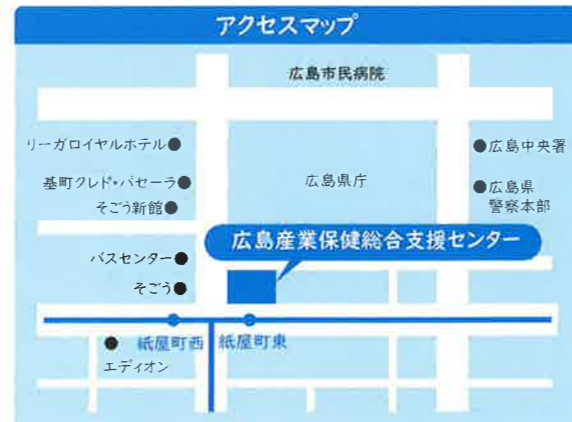 アクセスマップ
広島市民病院
リーガロイヤルホテル●
●広島中央署
基町クレド・パセーラ●
広島県庁
●広島県
警察本部
そごう新館●
広島産業保健総合支援センター
バスセンター●
そごう●
●
紙屋町西
紙屋町東
エディオン